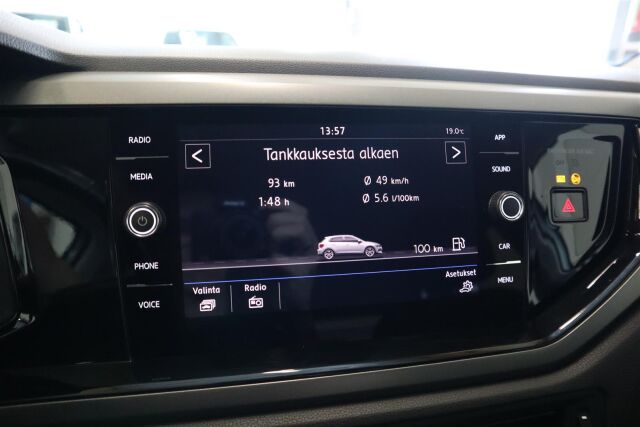 RADIO
MEDIA
PHONE
VOICE
13:57
19.0°C
Tankkauksesta alkaen
93 km
Ø 49 km/h
1:48 h
Ø 5.6 l/100km
100 km
Asetukset
Valinta
Radio
APP
SOUND
CAR
MENU